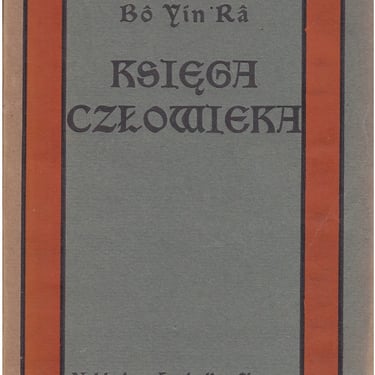 Bô Yin Râ
KSIĘGA
CZŁOWIEKA